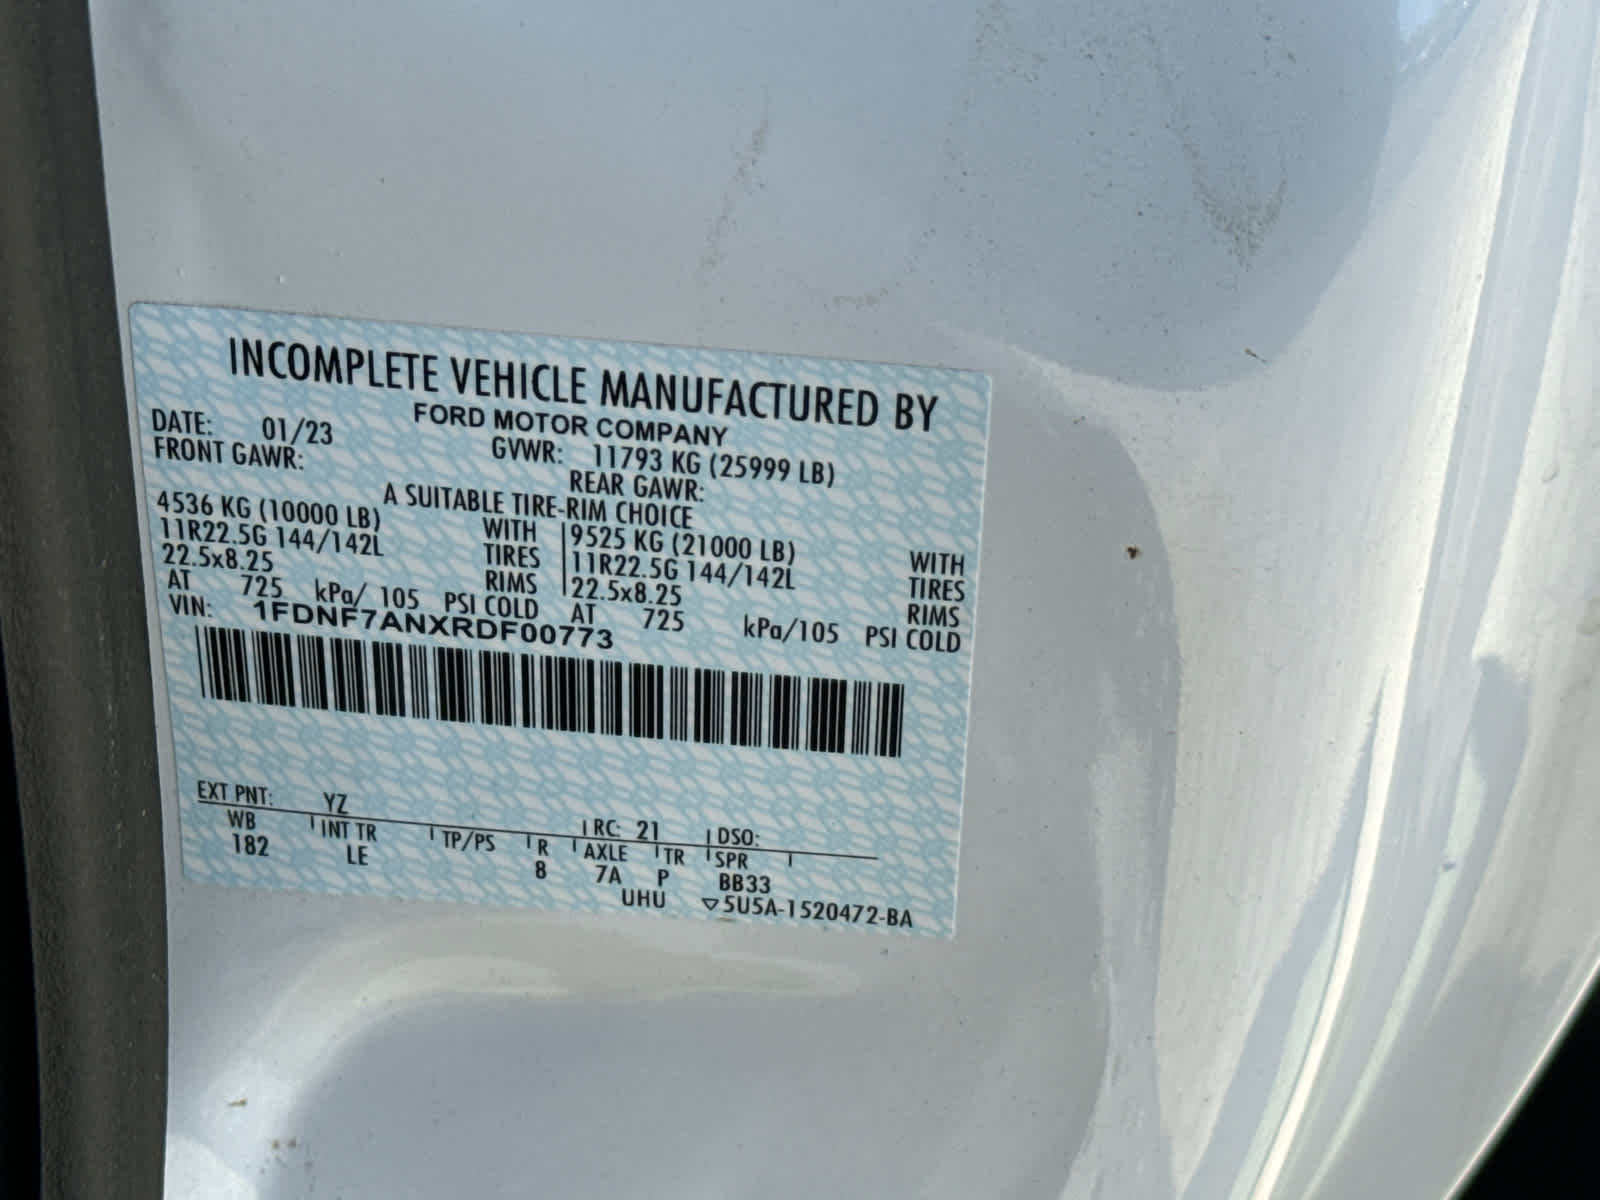 INCOMPLETE VEHICLE MANUFACTURED BY
FORD MOTOR COMPANY
DATE: 01/23 GVWR: 11793 KG (25999 LB)
FRONT GAWR: REAR GAWR:
A SUITABLE TIRE-RIM CHOICE
4536 KG (10000 LB) WITH 9525 KG (21000 LB) WITH
11R22.5G 144/142L TIRES 11R22.5G 144/142L TIRES
22.5x8.25 RIMS 22.5x8.25 RIMS
AT 725 kPa/ 105 PSI COLD AT 725 kPa/105 PSI COLD
VIN: 1FDNF7ANXRDF00773
EXT PNT: YZ RC: 21 DSO:
WB INT TR TP/PS R AXLE TR SPR
182 LE 8 7A P BB33
UHU ▽5U5A-1520472-BA